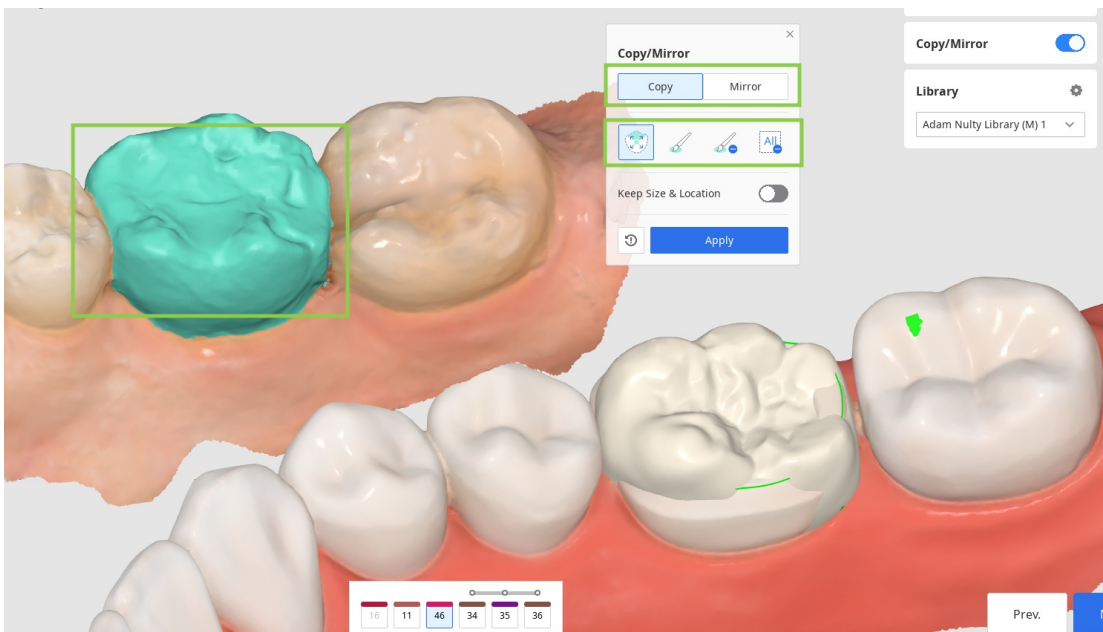 Copy/Mirror
Copy Mirror
All
Keep Size & Location
Apply
Copy/Mirror
Library
Adam Nulty Library (M) 1
16 11 46 34 35 36
Prev.